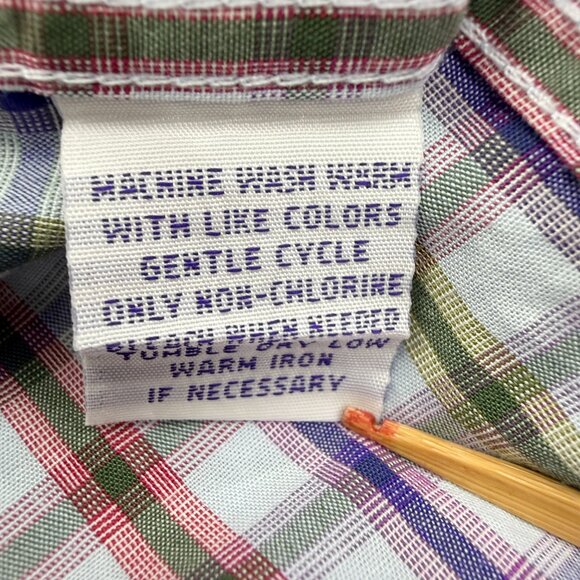 MACHINE WASH WARM
WITH LIKE COLORS
GENTLE CYCLE
ONLY NON-CHLORINE
BLEACH WHEN NEEDED
TUMBLE DRY LOW
WARM IRON
IF NECESSARY